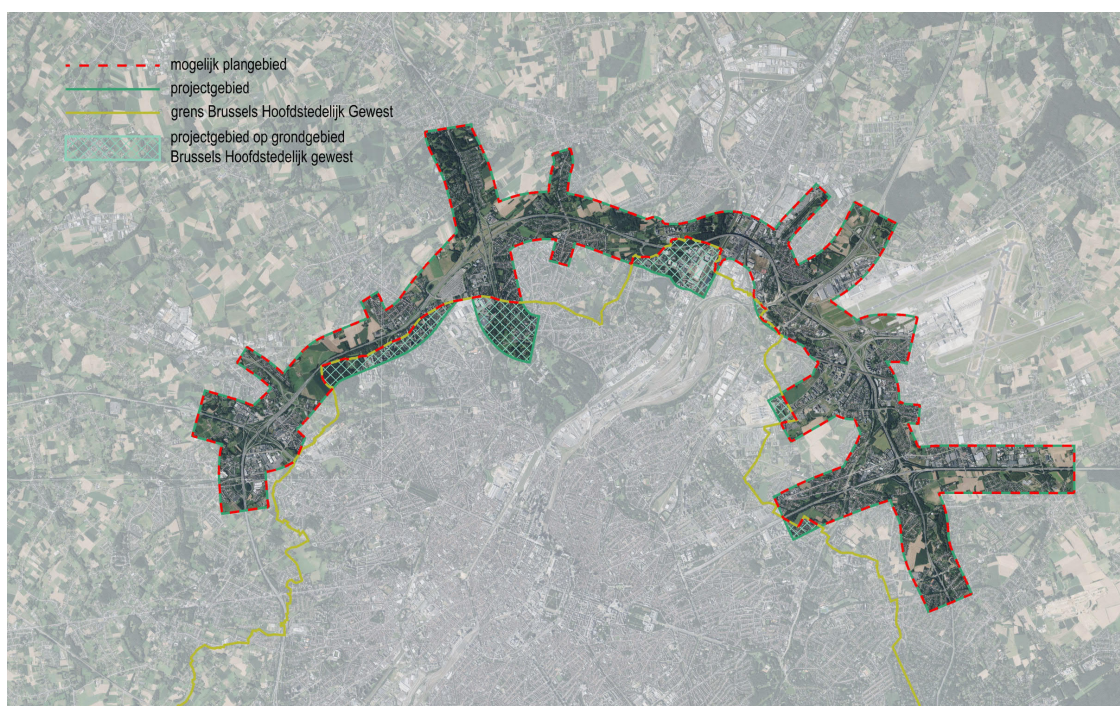 mogelijk plangebied
projectgebied
grens Brussels Hoofdstedelijk Gewest
projectgebied op grondgebied
Brussels Hoofdstedelijk gewest